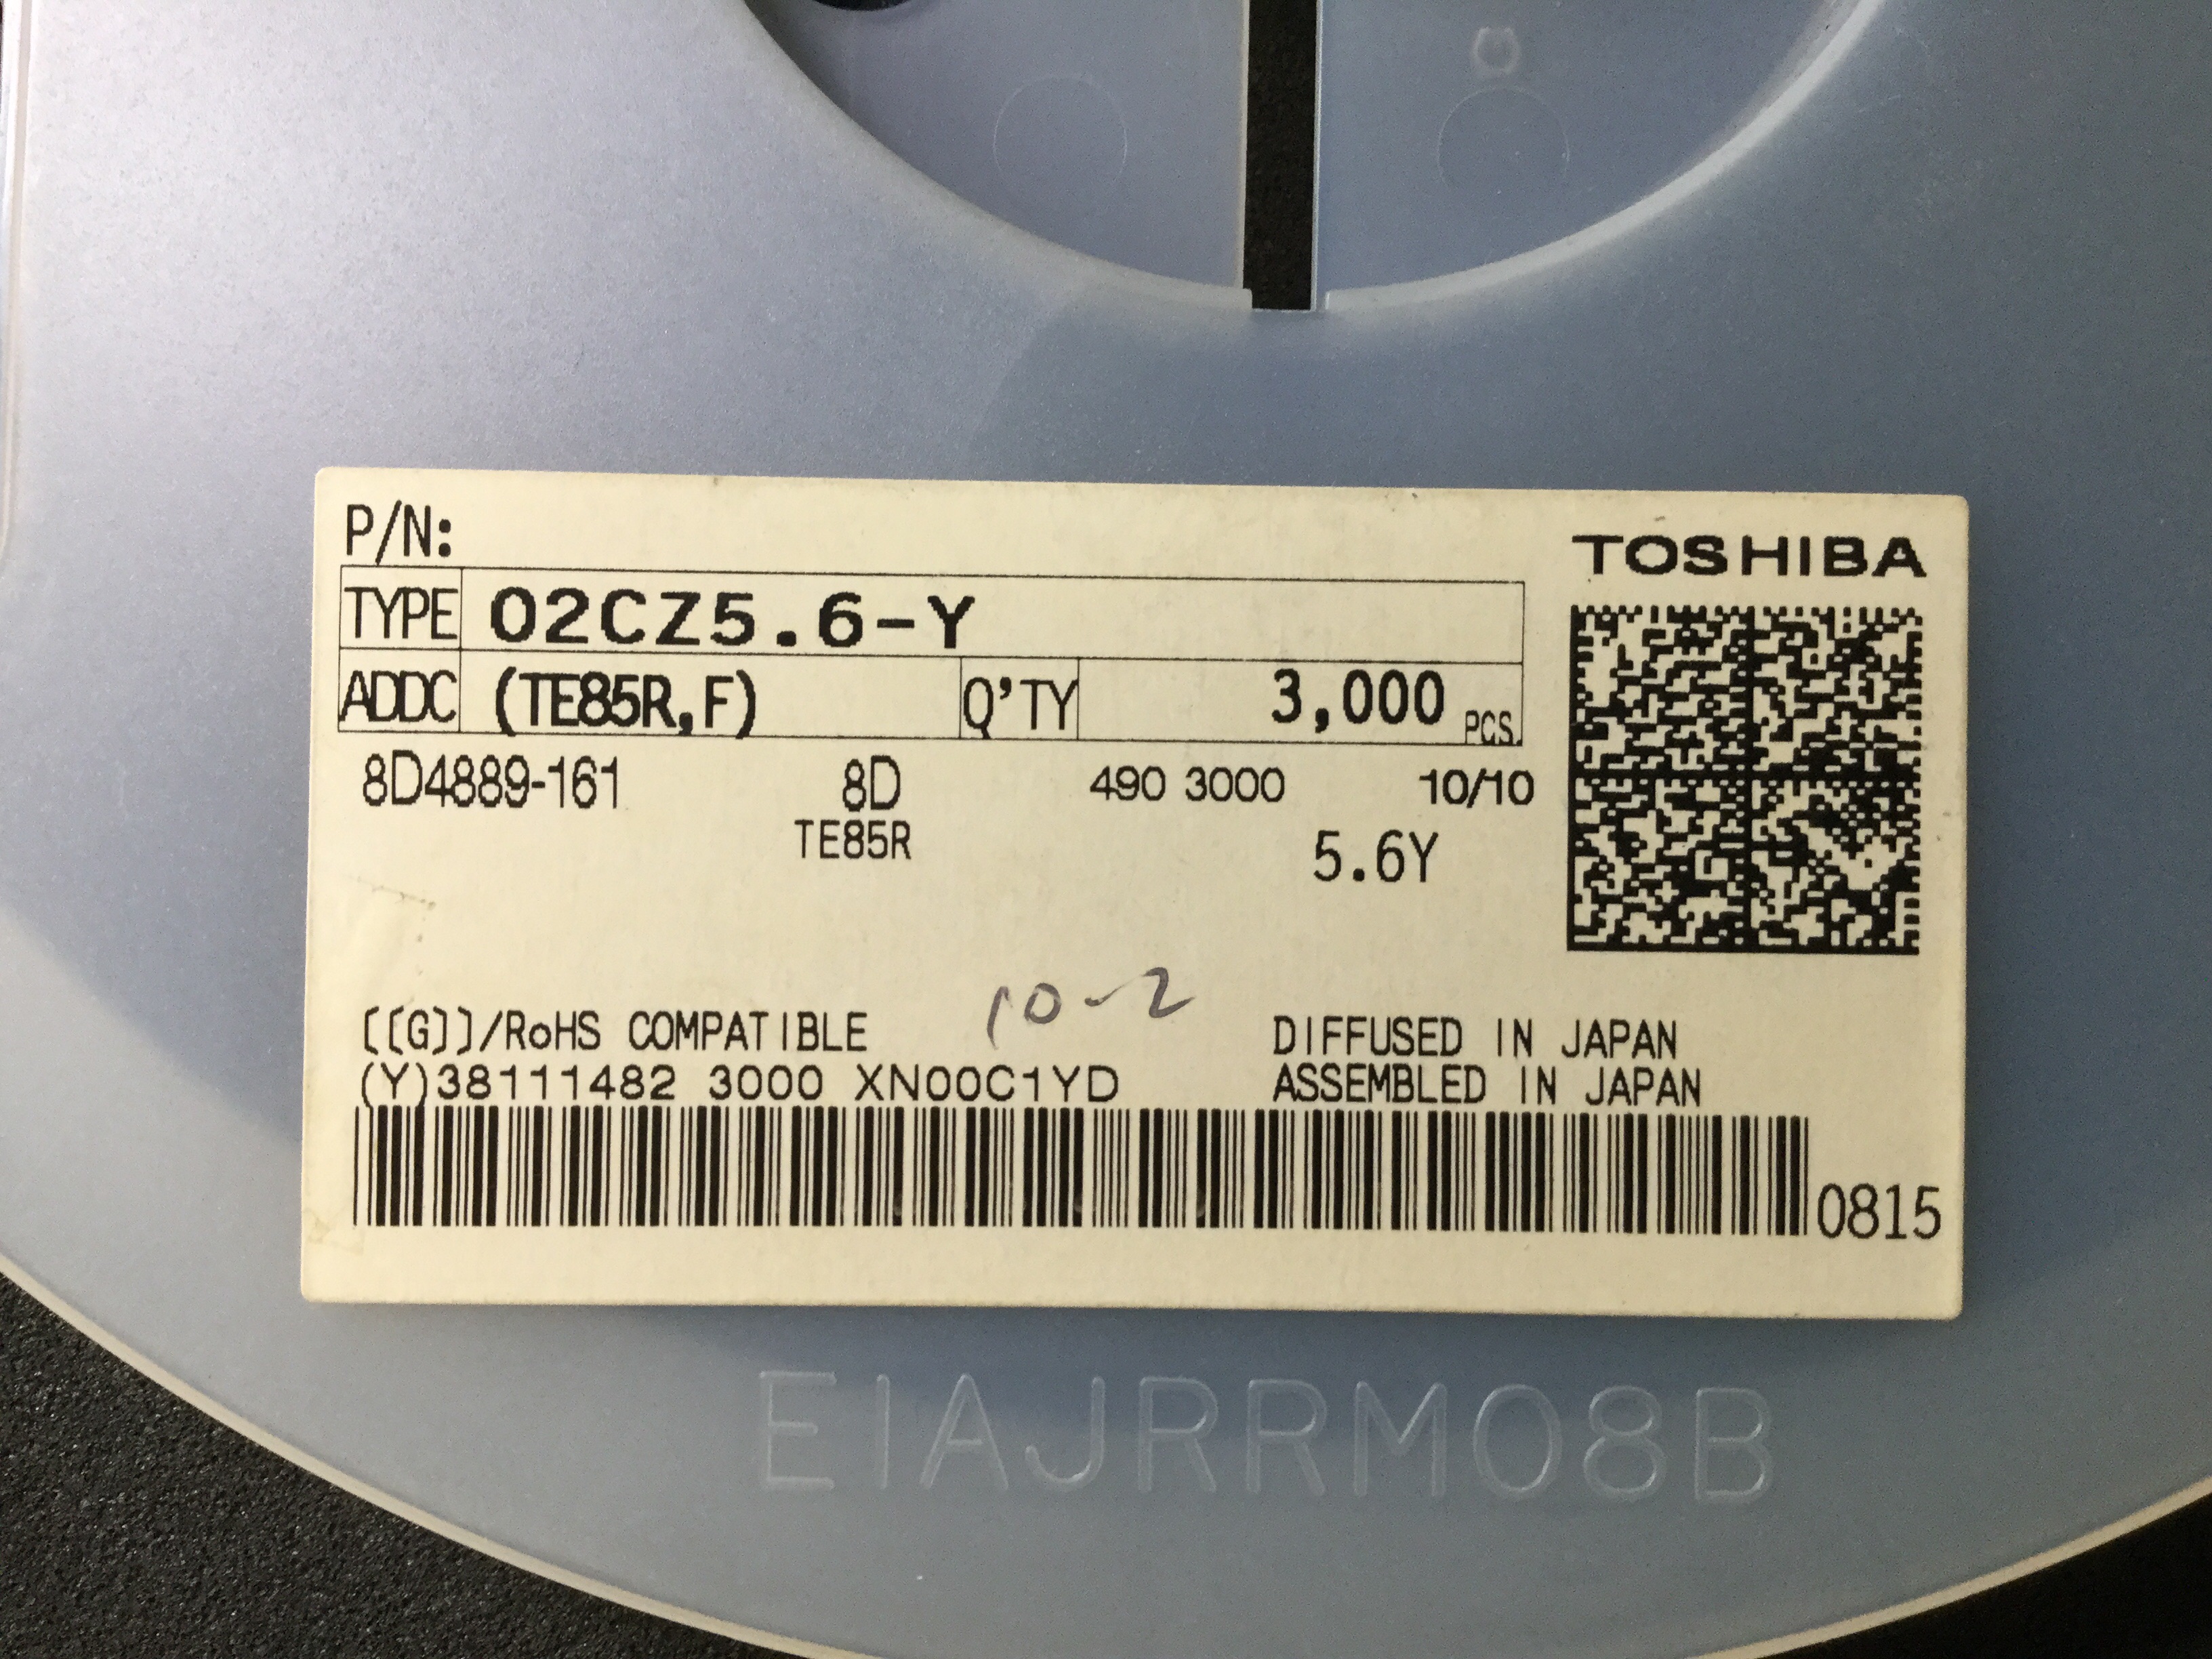 P/N:
TOSHIBA
TYPE 02CZ5.6-Y
ADDC (TE85R,F) Q'TY 3,000 PCS.
8D4889-161 8D 490 3000 10/10
TE85R
5.6Y
10-2
[[G]]/RoHS COMPATIBLE DIFFUSED IN JAPAN
(Y)38111482 3000 XN00C1YD ASSEMBLED IN JAPAN
0815
EIAJRRM08B